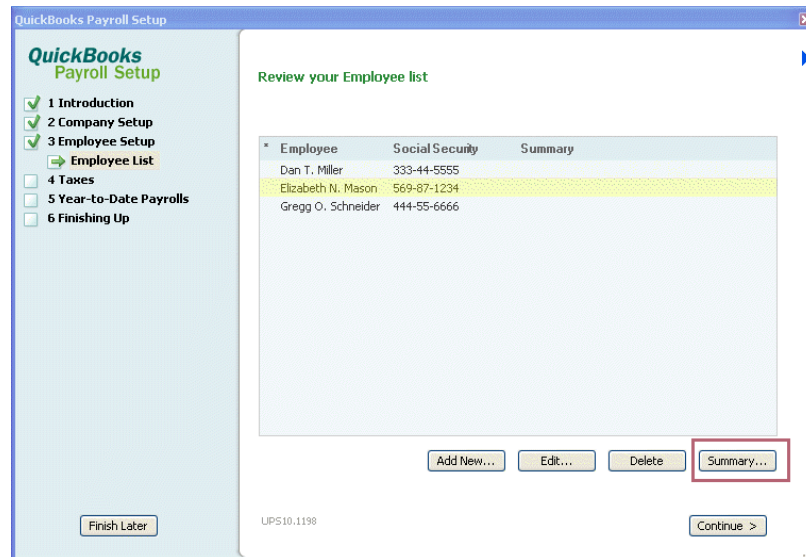 QuickBooks Payroll Setup
QuickBooks
Payroll Setup
1 Introduction
2 Company Setup
3 Employee Setup
Employee List
4 Taxes
5 Year-to-Date Payrolls
6 Finishing Up
Finish Later
Review your Employee list
* Employee Social Security Summary
Dan T. Miller 333-44-5555
Elizabeth N. Mason 569-87-1234
Gregg O. Schneider 444-55-6666
Add New... Edit... Delete Summary...
UPS10.1198
Continue >